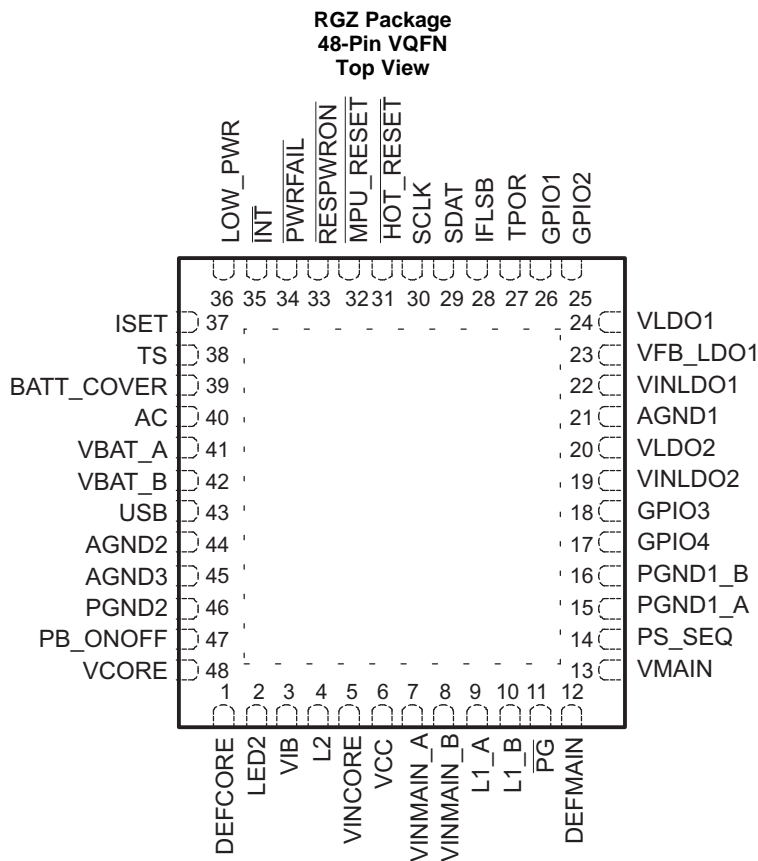 RGZ Package
48-Pin VQFN
Top View
LOW_PWR
INT
PWRFAIL
RESPWRON
MPU_RESET
HOT_RESET
SCLK
SDAT
IFLSB
TPOR
GPIO1
GPIO2
36 35 34 33 32 31 30 29 28 27 26 25
ISET 37
TS 38
BATT_COVER 39
AC 40
VBAT_A 41
VBAT_B 42
USB 43
AGND2 44
AGND3 45
PGND2 46
PB_ONOFF 47
VCORE 48
24 VLDO1
23 VFB_LDO1
22 VINLDO1
21 AGND1
20 VLDO2
19 VINLDO2
18 GPIO3
17 GPIO4
16 PGND1_B
15 PGND1_A
14 PS_SEQ
13 VMAIN
1 2 3 4 5 6 7 8 9 10 11 12
DEFCORE
LED2
VIB
L2
VINCORE
VCC
VINMAIN_A
VINMAIN_B
L1_A
L1_B
PG
DEFMAIN